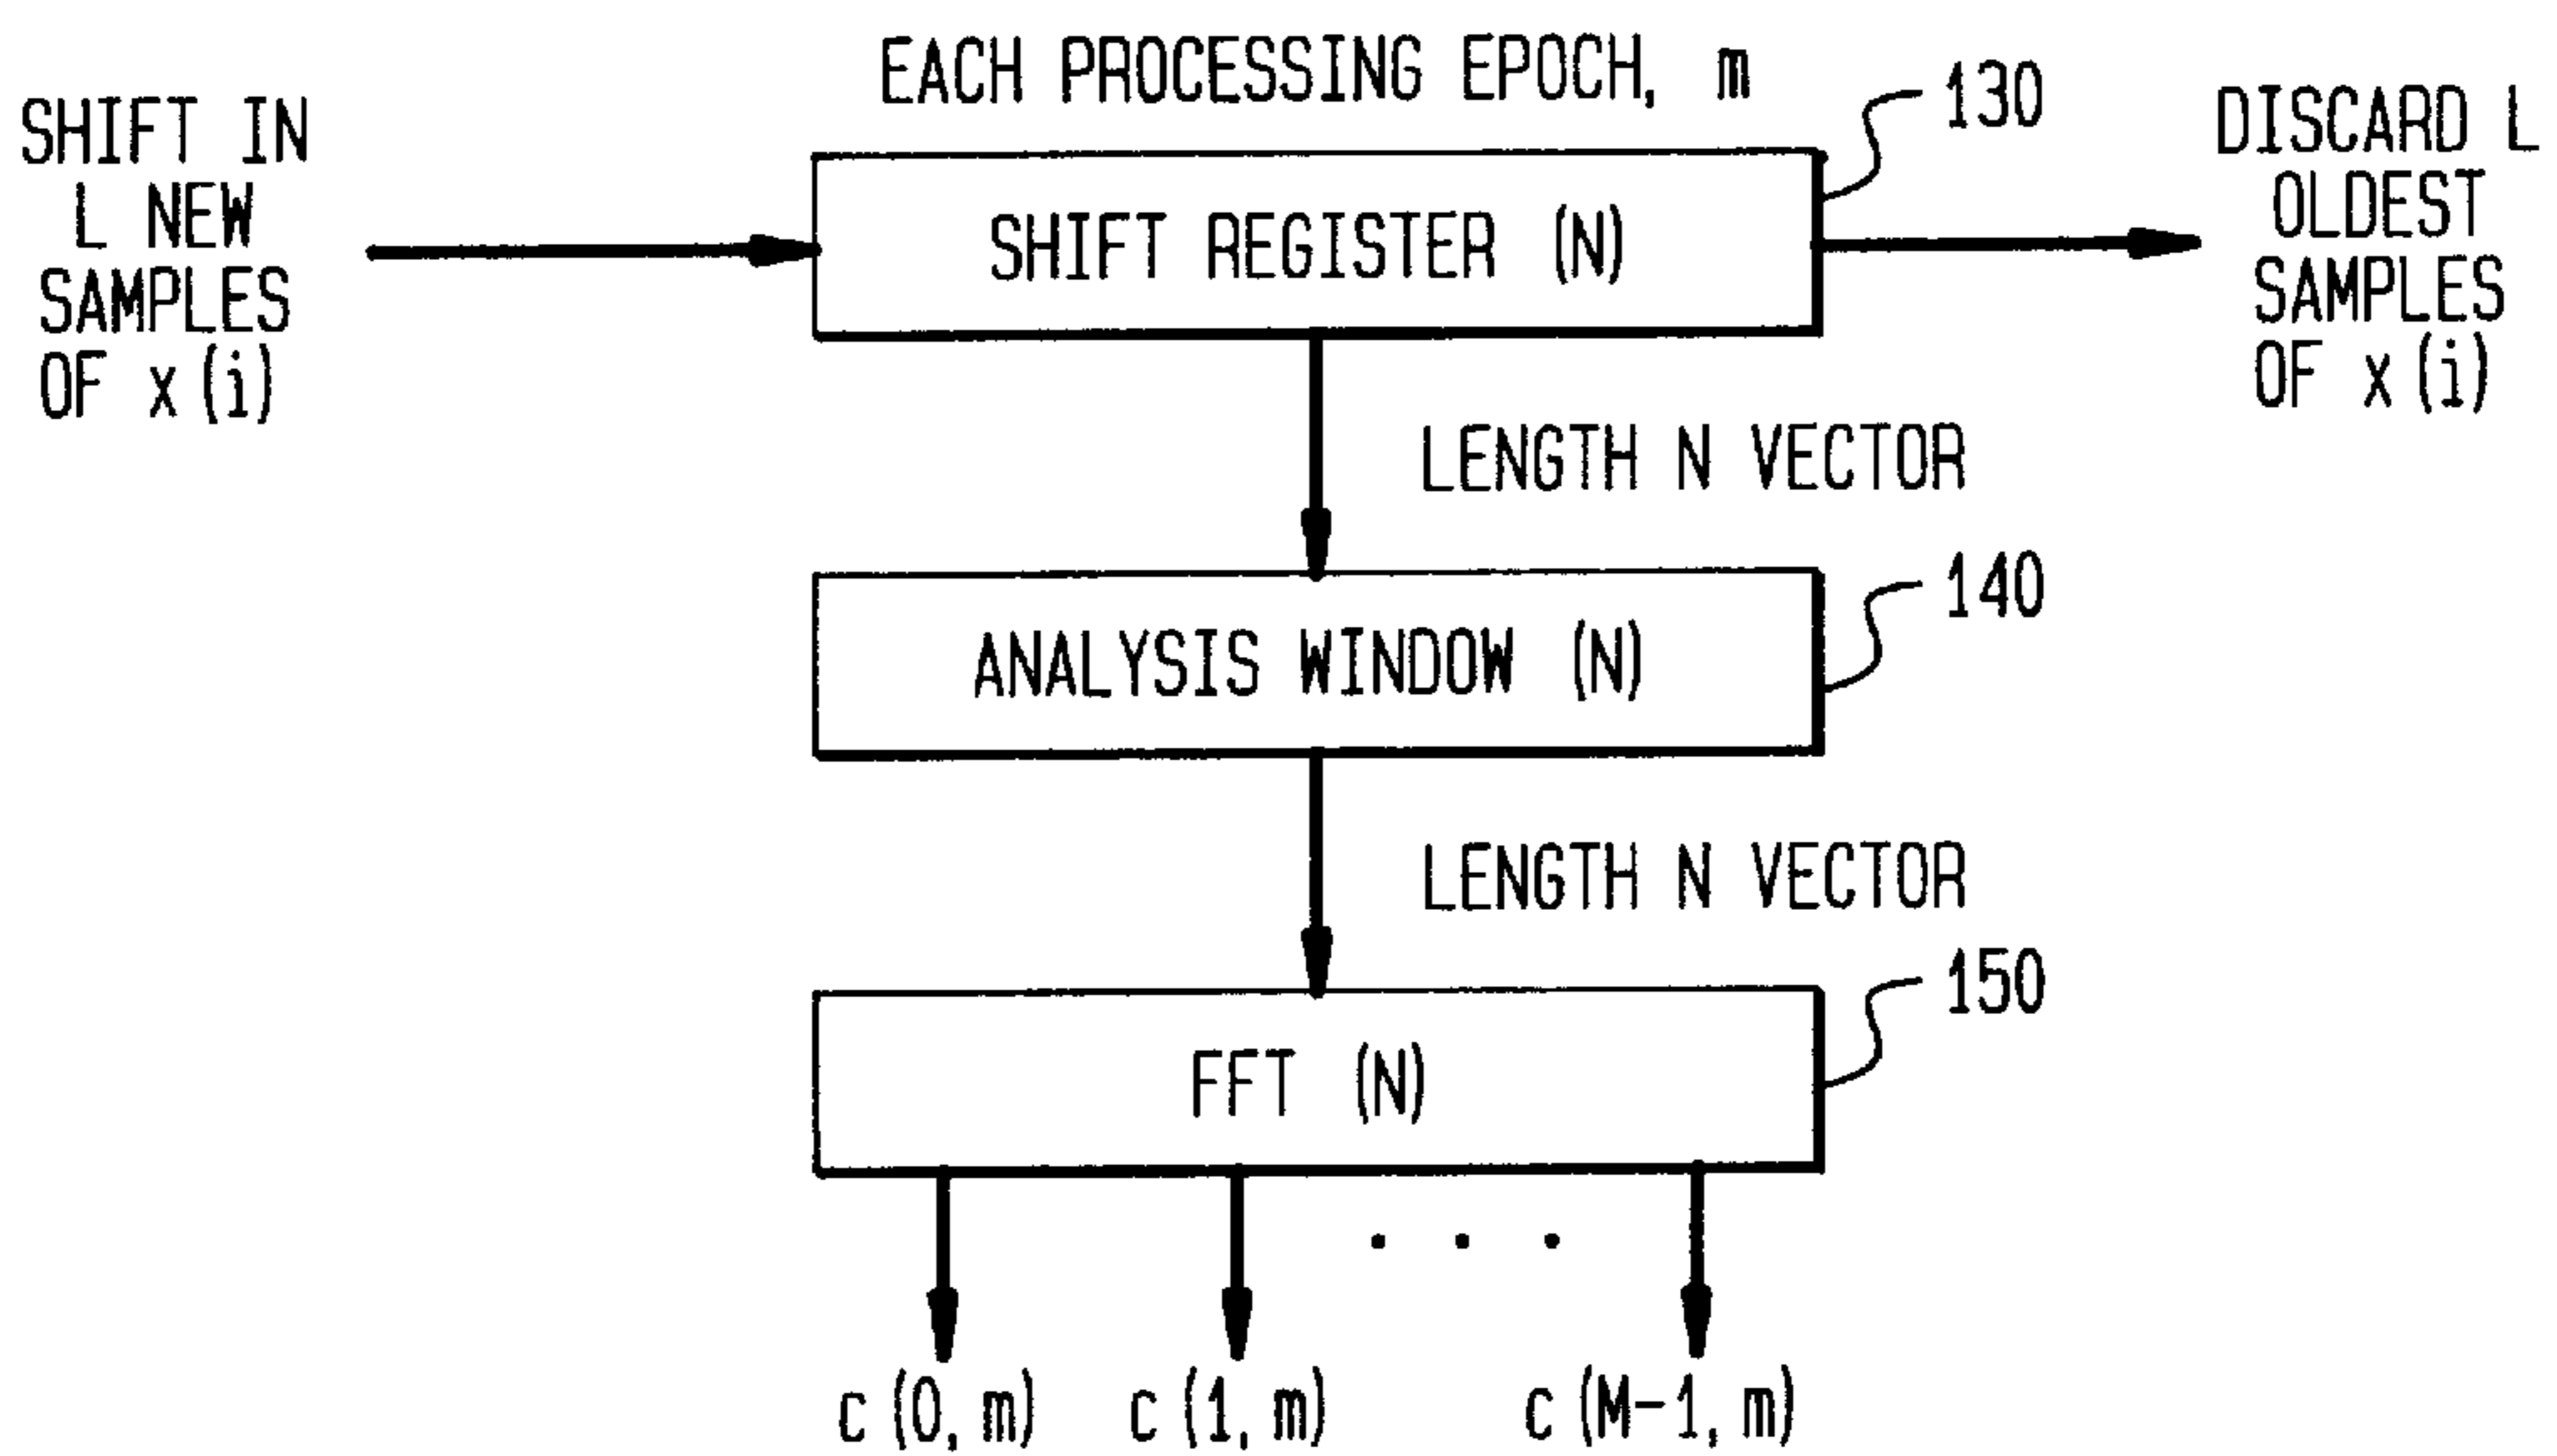 EACH PROCESSING EPOCH, m
SHIFT IN
L NEW
SAMPLES
OF x(i)
130
SHIFT REGISTER (N)
DISCARD L
OLDEST
SAMPLES
OF x(i)
LENGTH N VECTOR
140
ANALYSIS WINDOW (N)
LENGTH N VECTOR
150
FFT (N)
. . .
c(0,m) c(1,m) c(M-1,m)